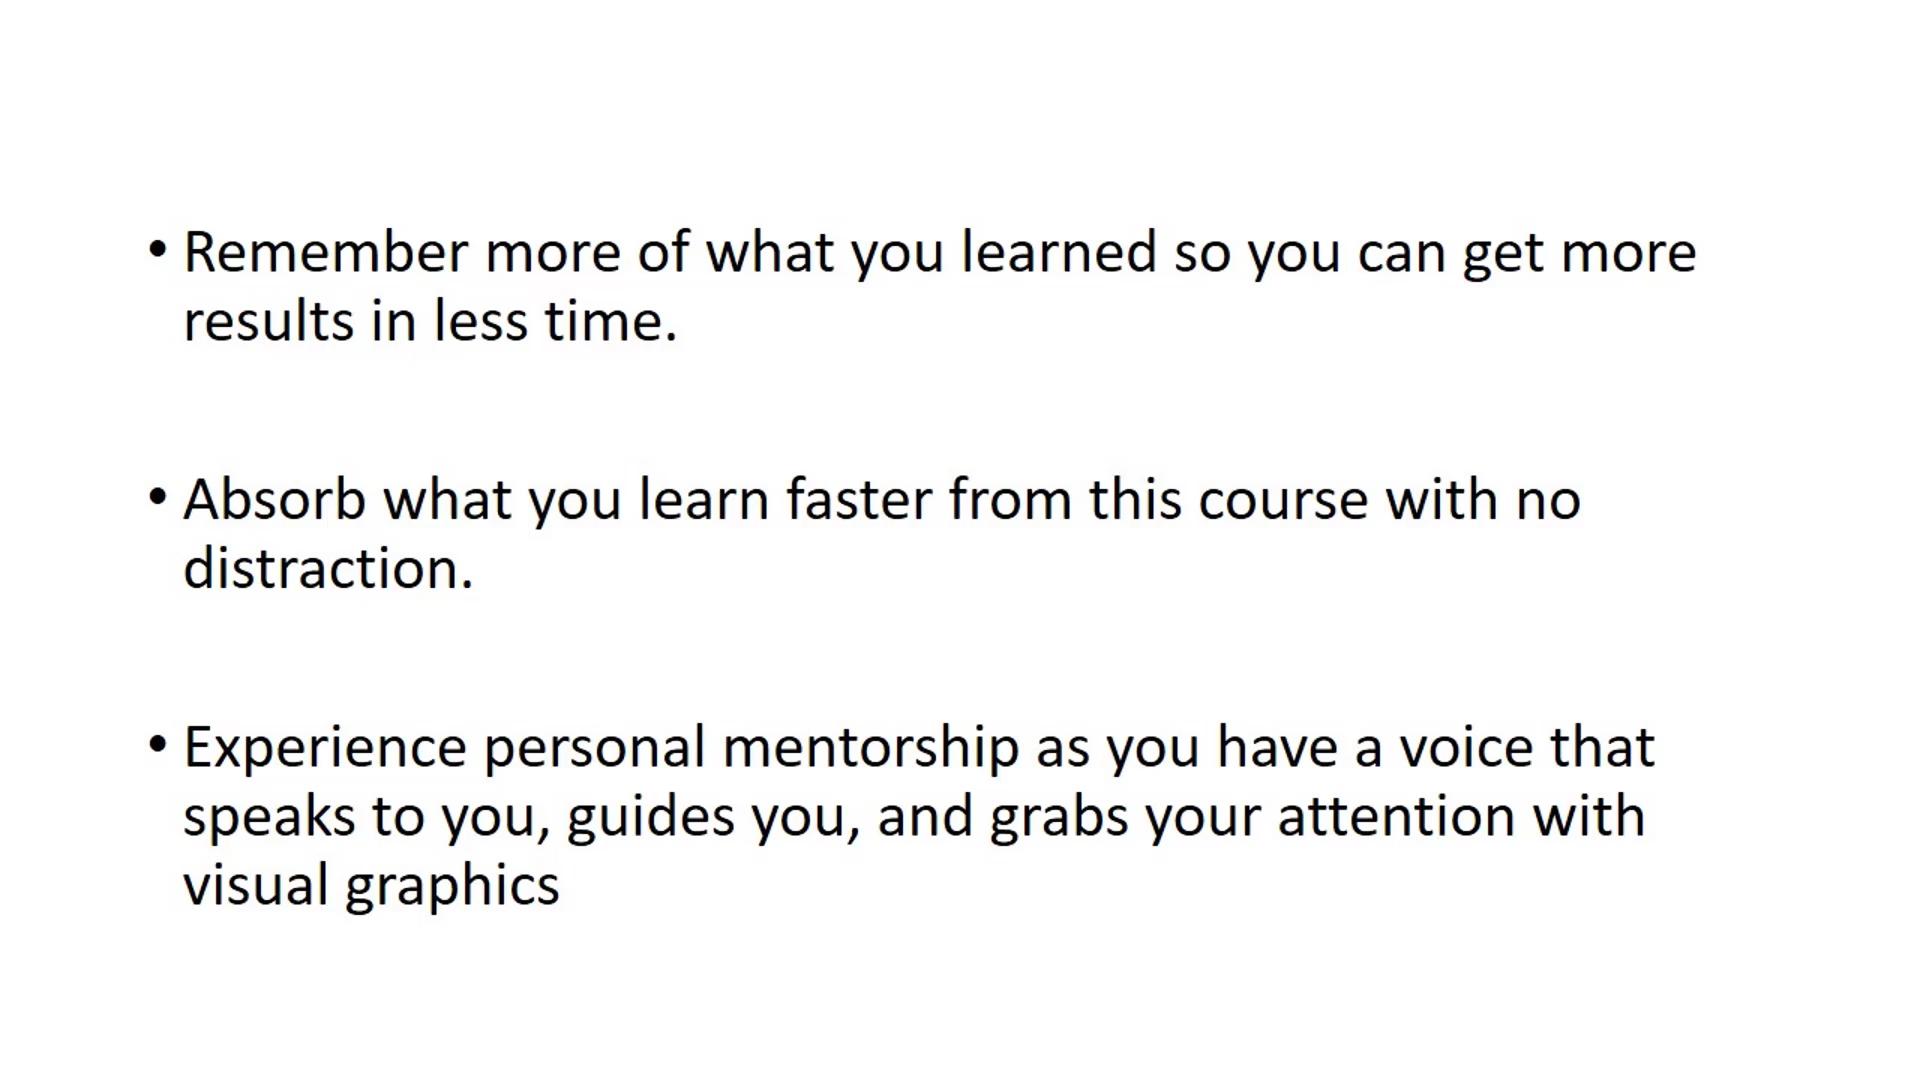 • Remember more of what you learned so you can get more
results in less time.
• Absorb what you learn faster from this course with no
distraction.
• Experience personal mentorship as you have a voice that
speaks to you, guides you, and grabs your attention with
visual graphics